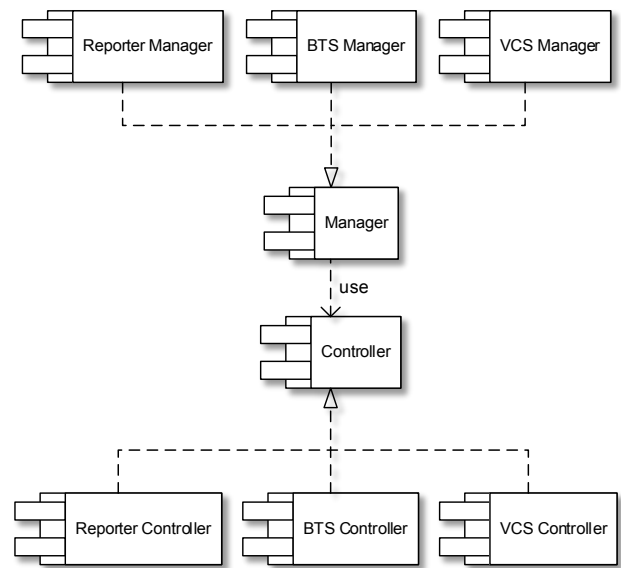 Reporter Manager
BTS Manager
VCS Manager
Manager
use
Controller
Reporter Controller
BTS Controller
VCS Controller